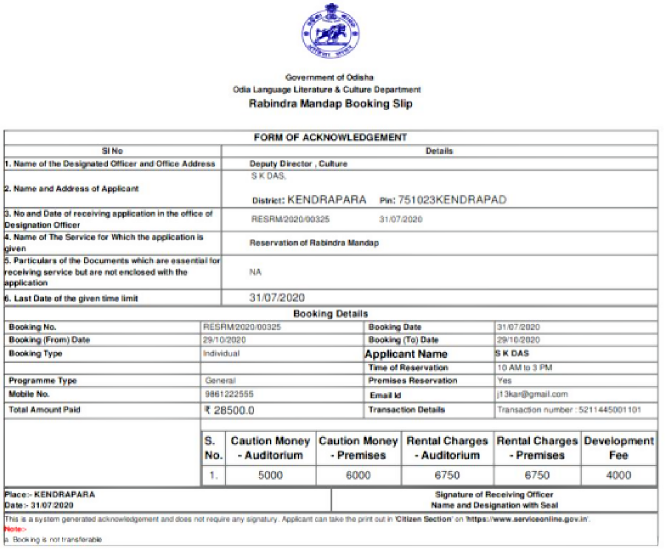 Government of Odisha
Odia Language Literature & Culture Department
Rabindra Mandap Booking Slip
FORM OF ACKNOWLEDGEMENT
Sl No Details
1. Name of the Designated Officer and Office Address Deputy Director , Culture
2. Name and Address of Applicant S K DAS,
District: KENDRAPARA Pin: 751023KENDRAPAD
3. No and Date of receiving application in the office of
Designation Officer RESRM/2020/00325 31/07/2020
4. Name of The Service for Which the application is
given Reservation of Rabindra Mandap
5. Particulars of the Documents which are essential for
receiving service but are not enclosed with the
application NA
6. Last Date of the given time limit 31/07/2020
Booking Details
Booking No. RESRM/2020/00325 Booking Date 31/07/2020
Booking (From) Date 29/10/2020 Booking (To) Date 29/10/2020
Booking Type Individual Applicant Name S K DAS
Time of Reservation 10 AM to 3 PM
Programme Type General Premises Reservation Yes
Mobile No. 9861222555 Email Id j13kar@gmail.com
Total Amount Paid ₹ 28500.0 Transaction Details Transaction number : 5211445001101
S. No. Caution Money - Auditorium Caution Money - Premises Rental Charges - Auditorium Rental Charges - Premises Development Fee
1. 5000 6000 6750 6750 4000
Place:- KENDRAPARA Signature of Receiving Officer
Date:- 31/07/2020 Name and Designation with Seal
This is a system generated acknowledgement and does not require any signatury. Applicant can take the print out in 'Citizen Section' on 'https://www.serviceonline.gov.in'.
Note:-
a. Booking is not transferable